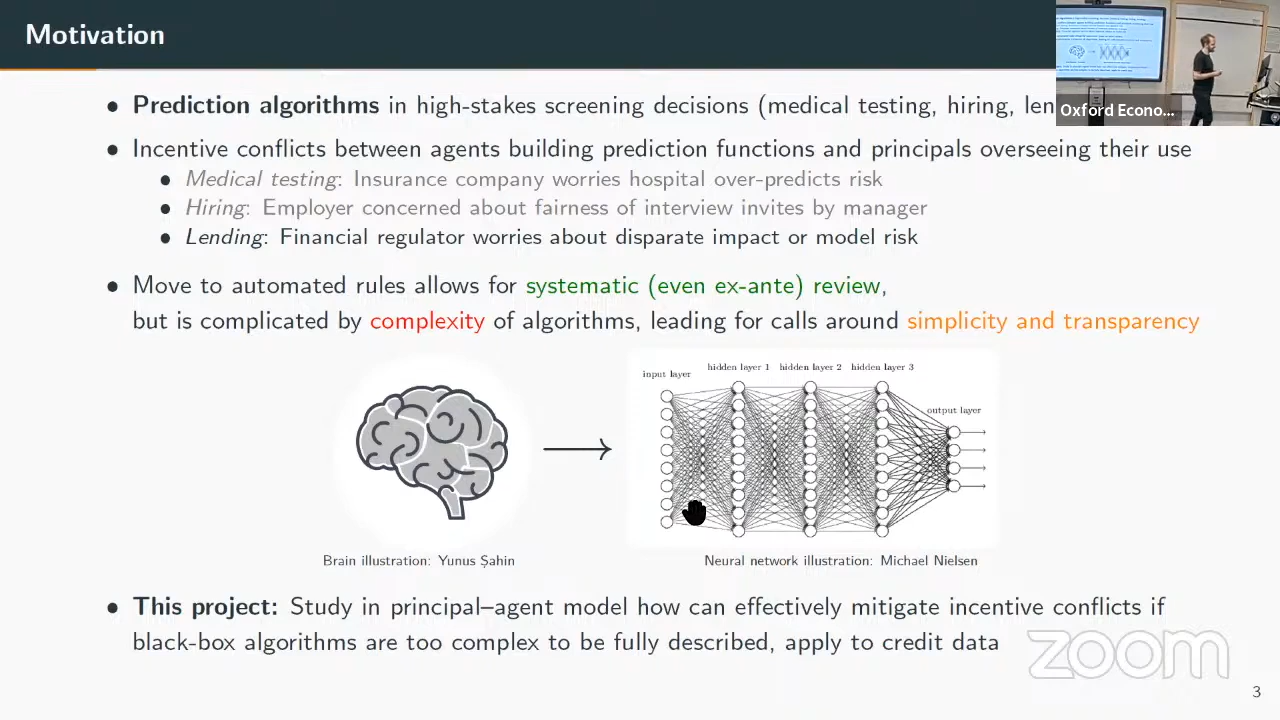 Motivation
• Prediction algorithms in high-stakes screening decisions (medical testing, hiring, len
Oxford Econo...
• Incentive conflicts between agents building prediction functions and principals overseeing their use
• Medical testing: Insurance company worries hospital over-predicts risk
• Hiring: Employer concerned about fairness of interview invites by manager
• Lending: Financial regulator worries about disparate impact or model risk
• Move to automated rules allows for systematic (even ex-ante) review,
but is complicated by complexity of algorithms, leading for calls around simplicity and transparency
input layer
hidden layer 1 hidden layer 2 hidden layer 3
output layer
Brain illustration: Yunus Şahin
Neural network illustration: Michael Nielsen
• This project: Study in principal–agent model how can effectively mitigate incentive conflicts if
black-box algorithms are too complex to be fully described, apply to credit data
zoom
3